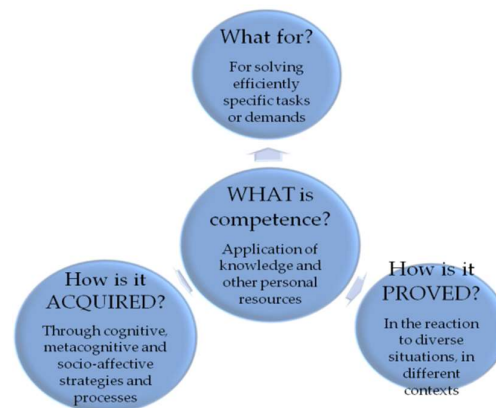 What for?
For solving
efficiently
specific tasks
or demands
WHAT is
competence?
Application of
knowledge and
other personal
resources
How is it
ACQUIRED?
Through cognitive,
metacognitive and
socio-affective
strategies and
processes
How is it
PROVED?
In the reaction
to diverse
situations, in
different
contexts